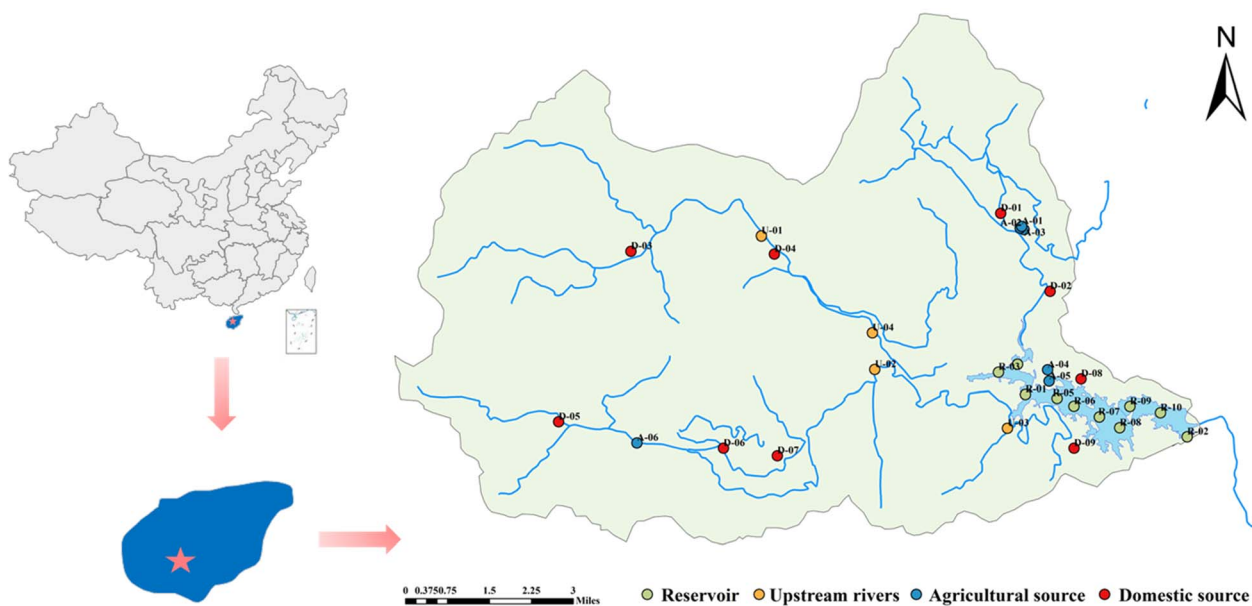 N
D-01
A-01
A-02
A-03
U-01
D-03
D-04
D-02
U-04
U-02
R-03
A-04
A-05
D-08
R-01
R-05
R-06
R-09
R-07
R-10
R-08
R-02
D-05
A-06
D-06
D-07
U-03
D-09
0 0.375 0.75 1.5 2.25 3
Miles
Reservoir Upstream rivers Agricultural source Domestic source